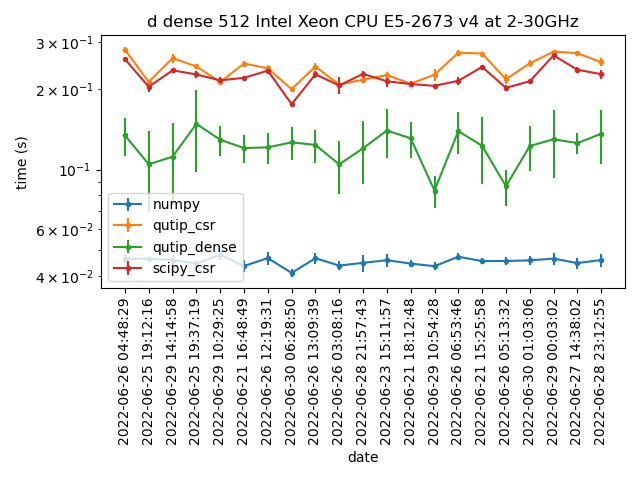 d dense 512 Intel Xeon CPU E5-2673 v4 at 2-30GHz
3 × 10⁻¹
2 × 10⁻¹
10⁻¹
6 × 10⁻²
4 × 10⁻²
time (s)
numpy
qutip_csr
qutip_dense
scipy_csr
2022-06-26 04:48:29
2022-06-25 19:12:16
2022-06-29 14:14:58
2022-06-25 19:37:19
2022-06-29 10:29:25
2022-06-21 16:48:49
2022-06-26 12:19:31
2022-06-30 06:28:50
2022-06-26 13:09:39
2022-06-26 03:08:16
2022-06-28 21:57:43
2022-06-23 15:11:57
2022-06-21 18:12:48
2022-06-29 10:54:28
2022-06-26 06:53:46
2022-06-21 15:25:58
2022-06-26 05:13:32
2022-06-30 01:03:06
2022-06-29 00:03:02
2022-06-27 14:38:02
2022-06-28 23:12:55
date